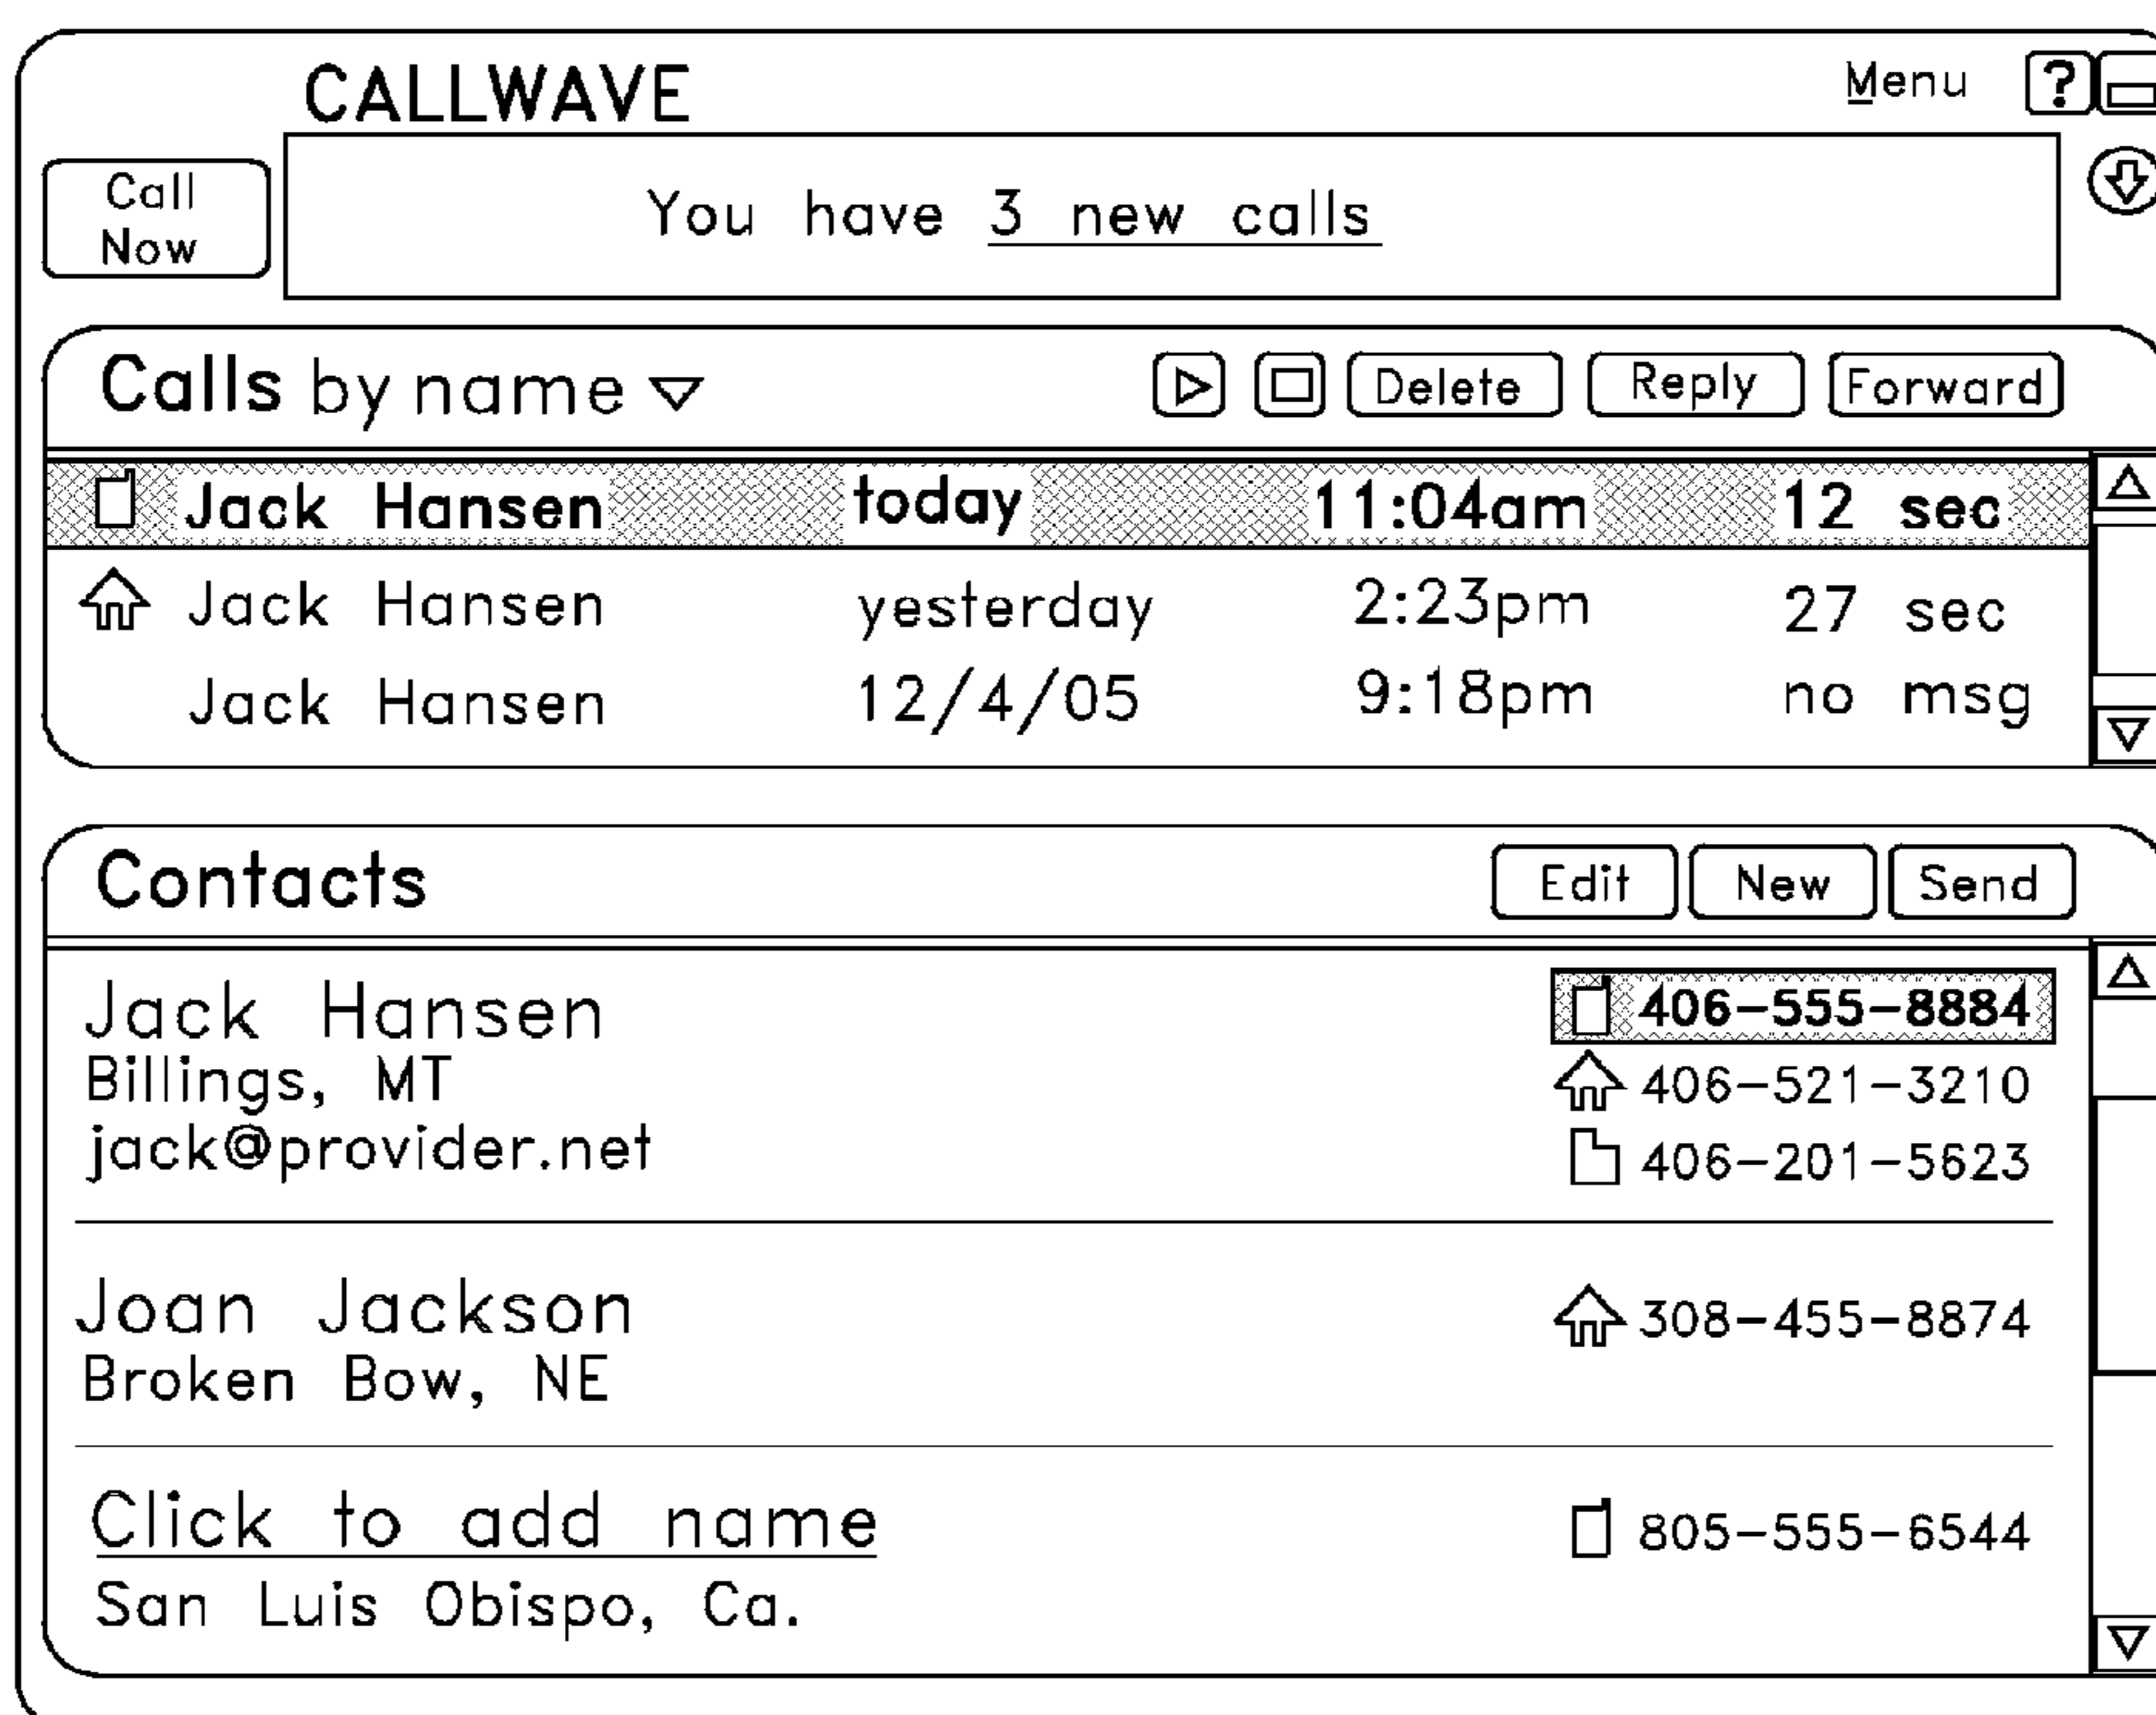 CALLWAVE
Menu ?
Call
Now
You have 3 new calls
Calls by name
Delete Reply Forward
Jack Hansen today 11:04am 12 sec
Jack Hansen yesterday 2:23pm 27 sec
Jack Hansen 12/4/05 9:18pm no msg
Contacts
Edit New Send
Jack Hansen 406-555-8884
Billings, MT 406-521-3210
jack@provider.net 406-201-5623
Joan Jackson 308-455-8874
Broken Bow, NE
Click to add name 805-555-6544
San Luis Obispo, Ca.